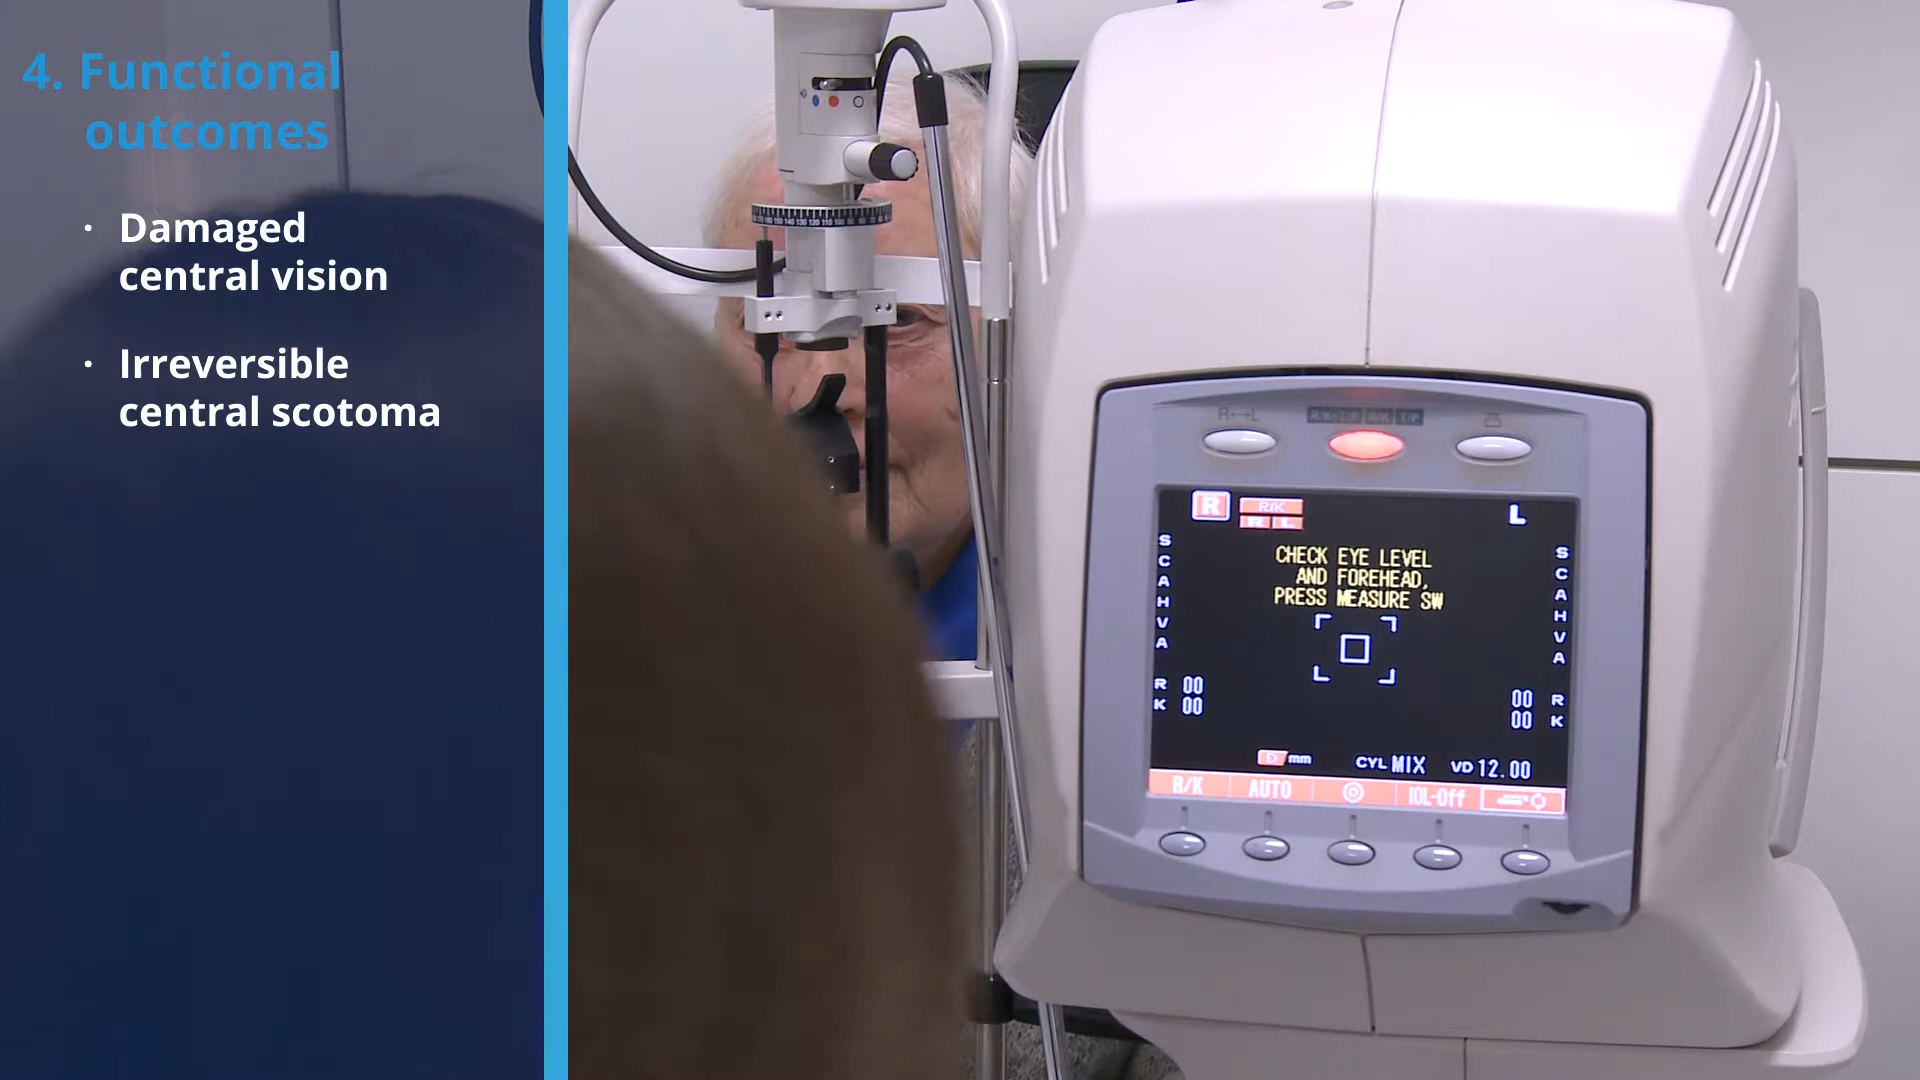 4. Functional
outcomes
· Damaged
central vision
· Irreversible
central scotoma
R↔L
R
R/K
R L
L
CHECK EYE LEVEL
AND FOREHEAD,
PRESS MEASURE SW
S
C
A
H
V
A
S
C
A
H
V
A
R 00
K 00
00 R
00 K
D mm CYL MIX VD 12.00
R/K AUTO IOL-Off